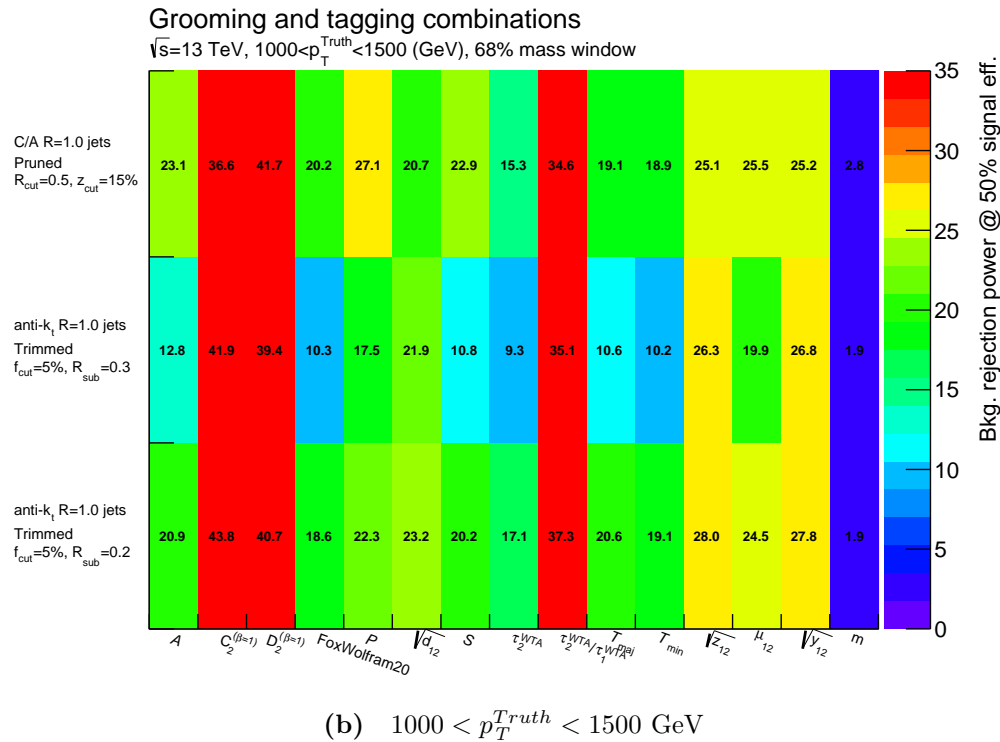 Grooming and tagging combinations
√s=13 TeV, 1000<p_T^Truth<1500 (GeV), 68% mass window
C/A R=1.0 jets
Pruned
R_cut=0.5, z_cut=15%
23.1 36.6 41.7 20.2 27.1 20.7 22.9 15.3 34.6 19.1 18.9 25.1 25.5 25.2 2.8
anti-k_t R=1.0 jets
Trimmed
f_cut=5%, R_sub=0.3
12.8 41.9 39.4 10.3 17.5 21.9 10.8 9.3 35.1 10.6 10.2 26.3 19.9 26.8 1.9
anti-k_t R=1.0 jets
Trimmed
f_cut=5%, R_sub=0.2
20.9 43.8 40.7 18.6 22.3 23.2 20.2 17.1 37.3 20.6 19.1 28.0 24.5 27.8 1.9
A C_2^(β=1) D_2^(β=1) FoxWolfram20 P √d_12 S τ_2^WTA τ_2^WTA/τ_1^WTA T_maj T_min √z_12 μ_12 √y_12 m
35
30
25
20
15
10
5
0
Bkg. rejection power @ 50% signal eff.
(b) 1000 < p_T^Truth < 1500 GeV